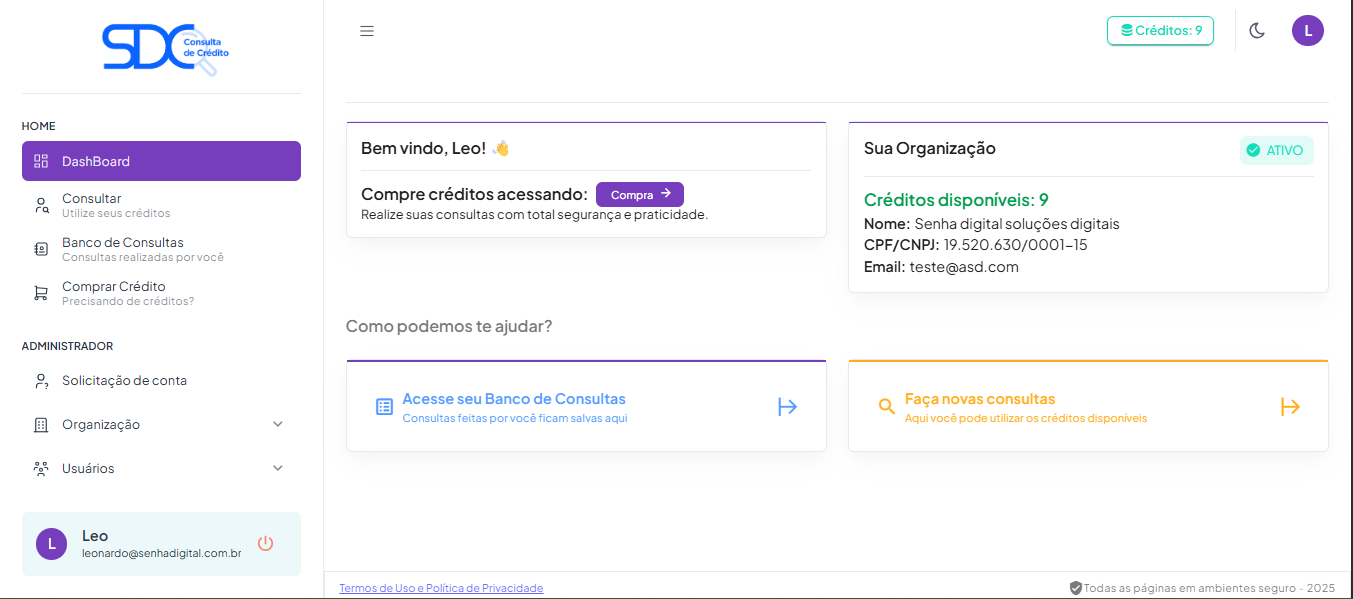 SDC Consulta
de Crédito
Créditos: 9
L
HOME
DashBoard
Consultar
Utilize seus créditos
Banco de Consultas
Consultas realizadas por você
Comprar Crédito
Precisando de créditos?
ADMINISTRADOR
Solicitação de conta
Organização
Usuários
L
Leo
leonardo@senhadigital.com.br
Bem vindo, Leo! 👋
Compre créditos acessando: Compra →
Realize suas consultas com total segurança e praticidade.
Sua Organização
ATIVO
Créditos disponíveis: 9
Nome: Senha digital soluções digitais
CPF/CNPJ: 19.520.630/0001-15
Email: teste@asd.com
Como podemos te ajudar?
Acesse seu Banco de Consultas
Consultas feitas por você ficam salvas aqui
Faça novas consultas
Aqui você pode utilizar os créditos disponíveis
Termos de Uso e Política de Privacidade
Todas as páginas em ambientes seguro - 2025